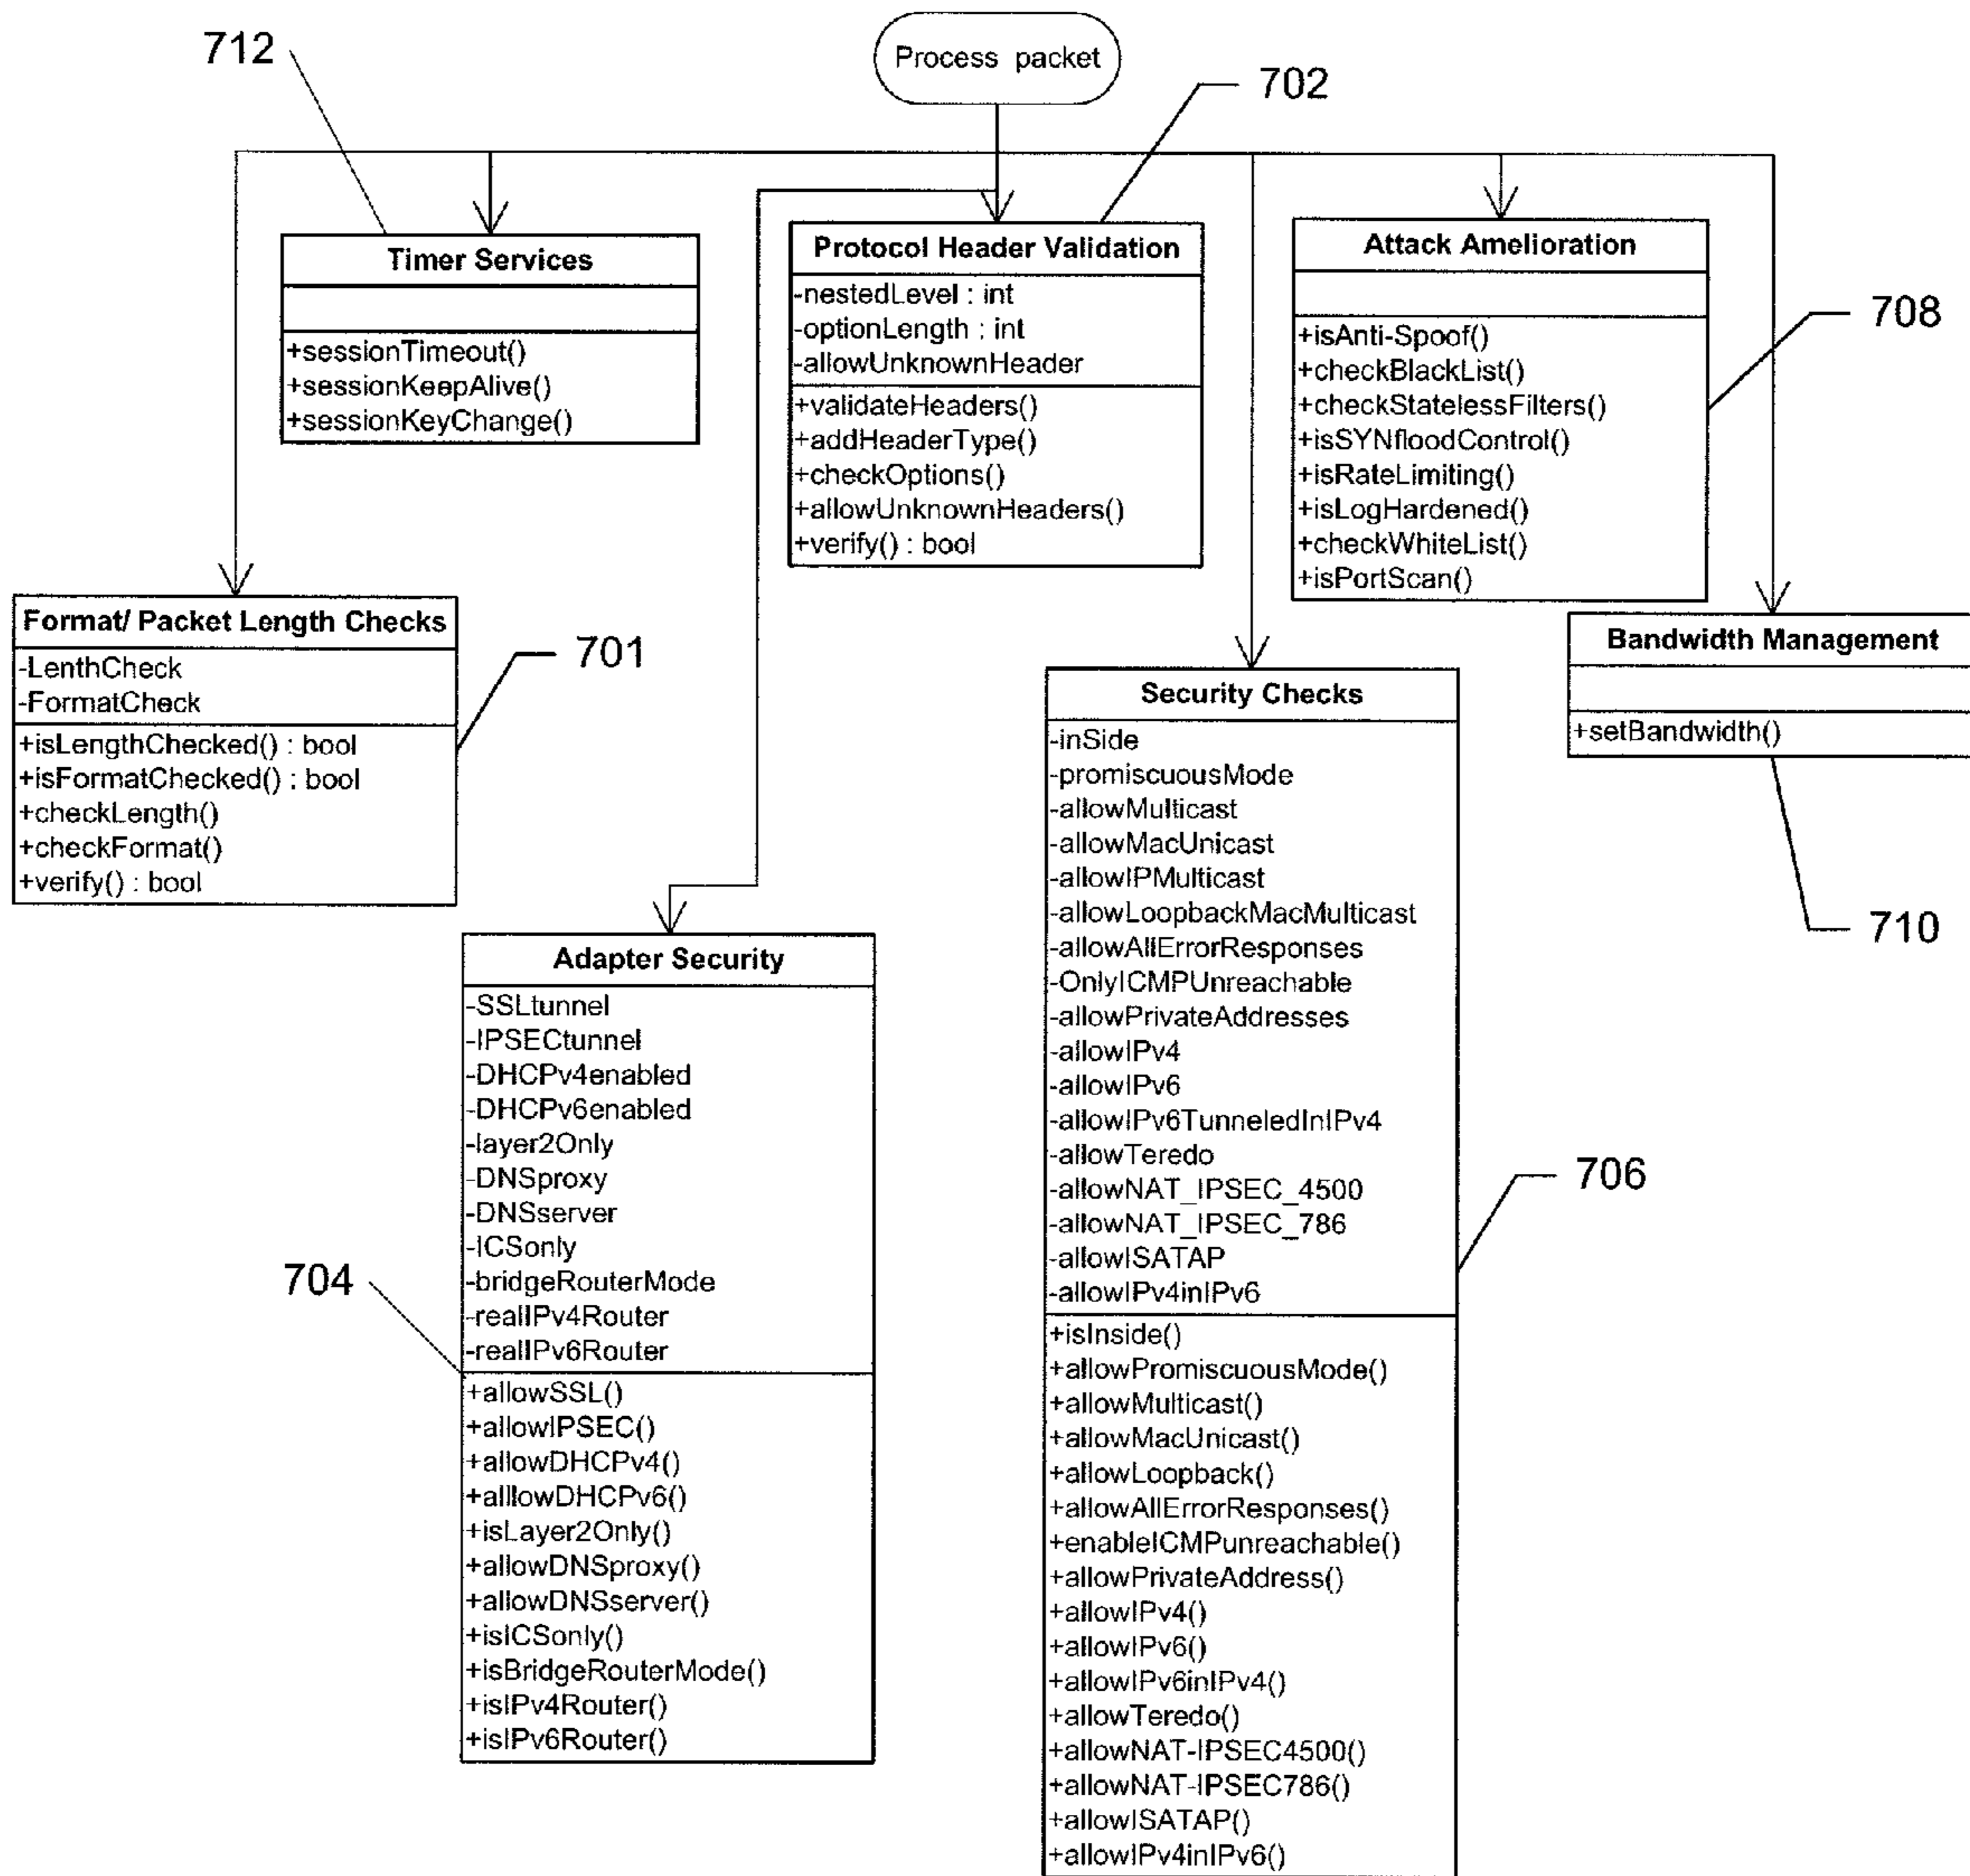 Process packet
712
702
Timer Services
+sessionTimeout()
+sessionKeepAlive()
+sessionKeyChange()
Protocol Header Validation
-nestedLevel : int
-optionLength : int
-allowUnknownHeader
+validateHeaders()
+addHeaderType()
+checkOptions()
+allowUnknownHeaders()
+verify() : bool
Attack Amelioration
+isAnti-Spoof()
+checkBlackList()
+checkStatelessFilters()
+isSYNfloodControl()
+isRateLimiting()
+isLogHardened()
+checkWhiteList()
+isPortScan()
708
Format/ Packet Length Checks
-LenthCheck
-FormatCheck
+isLengthChecked() : bool
+isFormatChecked() : bool
+checkLength()
+checkFormat()
+verify() : bool
701
Bandwidth Management
+setBandwidth()
710
Adapter Security
-SSLtunnel
-IPSECtunnel
-DHCPv4enabled
-DHCPv6enabled
-layer2Only
-DNSproxy
-DNSserver
-ICSonly
-bridgeRouterMode
-realIPv4Router
-realIPv6Router
+allowSSL()
+allowIPSEC()
+allowDHCPv4()
+alllowDHCPv6()
+isLayer2Only()
+allowDNSproxy()
+allowDNSserver()
+isICSonly()
+isBridgeRouterMode()
+isIPv4Router()
+isIPv6Router()
704
Security Checks
-inSide
-promiscuousMode
-allowMulticast
-allowMacUnicast
-allowIPMulticast
-allowLoopbackMacMulticast
-allowAllErrorResponses
-OnlyICMPUnreachable
-allowPrivateAddresses
-allowIPv4
-allowIPv6
-allowIPv6TunneledInIPv4
-allowTeredo
-allowNAT_IPSEC_4500
-allowNAT_IPSEC_786
-allowISATAP
-allowIPv4inIPv6
+isInside()
+allowPromiscuousMode()
+allowMulticast()
+allowMacUnicast()
+allowLoopback()
+allowAllErrorResponses()
+enableICMPunreachable()
+allowPrivateAddress()
+allowIPv4()
+allowIPv6()
+allowIPv6inIPv4()
+allowTeredo()
+allowNAT-IPSEC4500()
+allowNAT-IPSEC786()
+allowISATAP()
+allowIPv4inIPv6()
706